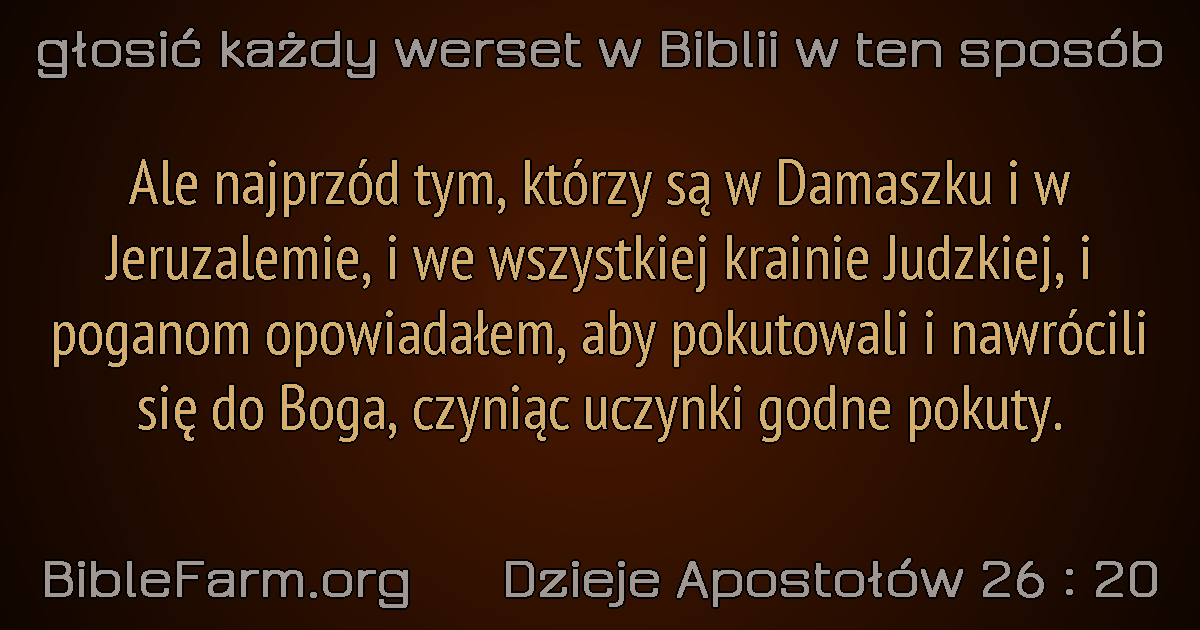 głosić każdy werset w Biblii w ten sposób
Ale najprzód tym, którzy są w Damaszku i w
Jeruzalemie, i we wszystkiej krainie Judzkiej, i
poganom opowiadałem, aby pokutowali i nawrócili
się do Boga, czyniąc uczynki godne pokuty.
BibleFarm.org
Dzieje Apostołów 26 : 20